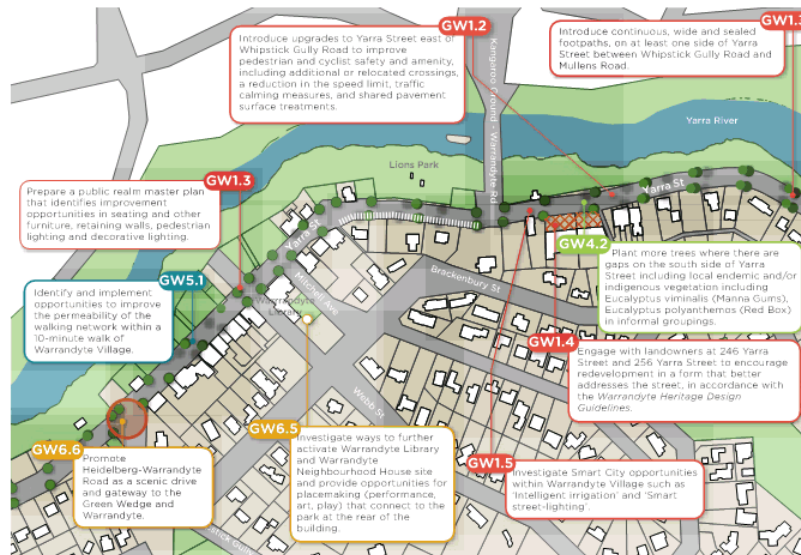 GW1.2
Introduce upgrades to Yarra Street east of
Whipstick Gully Road to improve
pedestrian and cyclist safety and amenity,
including additional or relocated crossings,
a reduction in the speed limit, traffic
calming measures, and shared pavement
surface treatments.
Kangaroo Ground - Warrandyte Rd
GW1.3
Introduce continuous, wide and sealed
footpaths, on at least one side of Yarra
Street between Whipstick Gully Road and
Mullens Road.
Yarra River
Lions Park
GW1.3
Prepare a public realm master plan
that identifies improvement
opportunities in seating and other
furniture, retaining walls, pedestrian
lighting and decorative lighting.
Yarra St
Yarra St
GW4.2
Plant more trees where there are
gaps on the south side of Yarra
Street including local endemic and/or
indigenous vegetation including
Eucalyptus viminalis (Manna Gums),
Eucalyptus polyanthemos (Red Box)
in informal groupings.
GW5.1
Identify and implement
opportunities to improve
the permeability of the
walking network within a
10-minute walk of
Warrandyte Village.
Mitchell Ave
Warrandyte
Library
Brackenbury St
GW1.4
Engage with landowners at 246 Yarra
Street and 256 Yarra Street to encourage
redevelopment in a form that better
addresses the street, in accordance with
the Warrandyte Heritage Design
Guidelines.
Webb St
GW6.6
Promote
Heidelberg-Warrandyte
Road as a scenic drive
and gateway to the
Green Wedge and
Warrandyte.
GW6.5
Investigate ways to further
activate Warrandyte Library
and Warrandyte
Neighbourhood House site
and provide opportunities for
placemaking (performance,
art, play) that connect to the
park at the rear of the
building.
GW1.5
Investigate Smart City opportunities
within Warrandyte Village such as
'Intelligent irrigation' and 'Smart
street-lighting'.